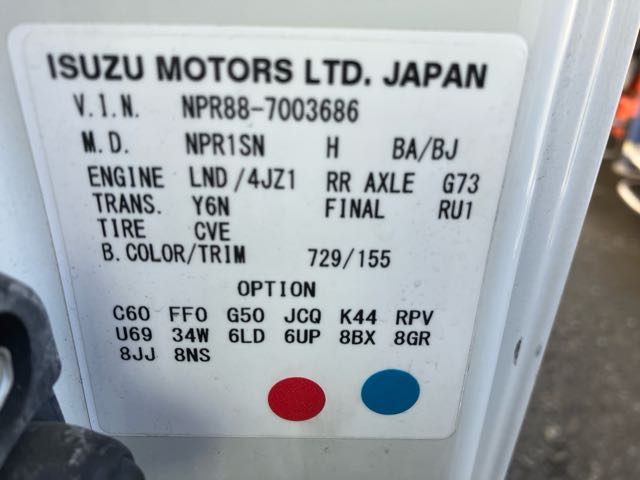 ISUZU MOTORS LTD. JAPAN
V.I.N. NPR88-7003686
M.D. NPR1SN H BA/BJ
ENGINE LND/4JZ1 RR AXLE G73
TRANS. Y6N FINAL RU1
TIRE CVE
B.COLOR/TRIM 729/155
OPTION
C60 FF0 G50 JCQ K44 RPV
U69 34W 6LD 6UP 8BX 8GR
8JJ 8NS